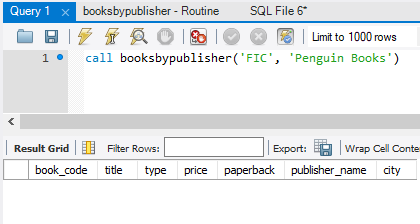 Query 1 booksbypublisher - Routine SQL File 6*
Limit to 1000 rows
1 call booksbypublisher('FIC', 'Penguin Books')
Result Grid Filter Rows: Export: Wrap Cell Conte
book_code title type price paperback publisher_name city